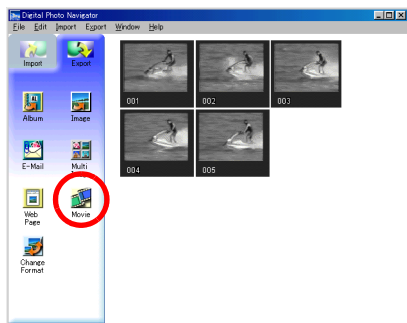 Digital Photo Navigator
File Edit Import Export Window Help
Import Export
001 002 003
Album Image
004 005
E-Mail Multi
Web
Page
Movie
Change
Format